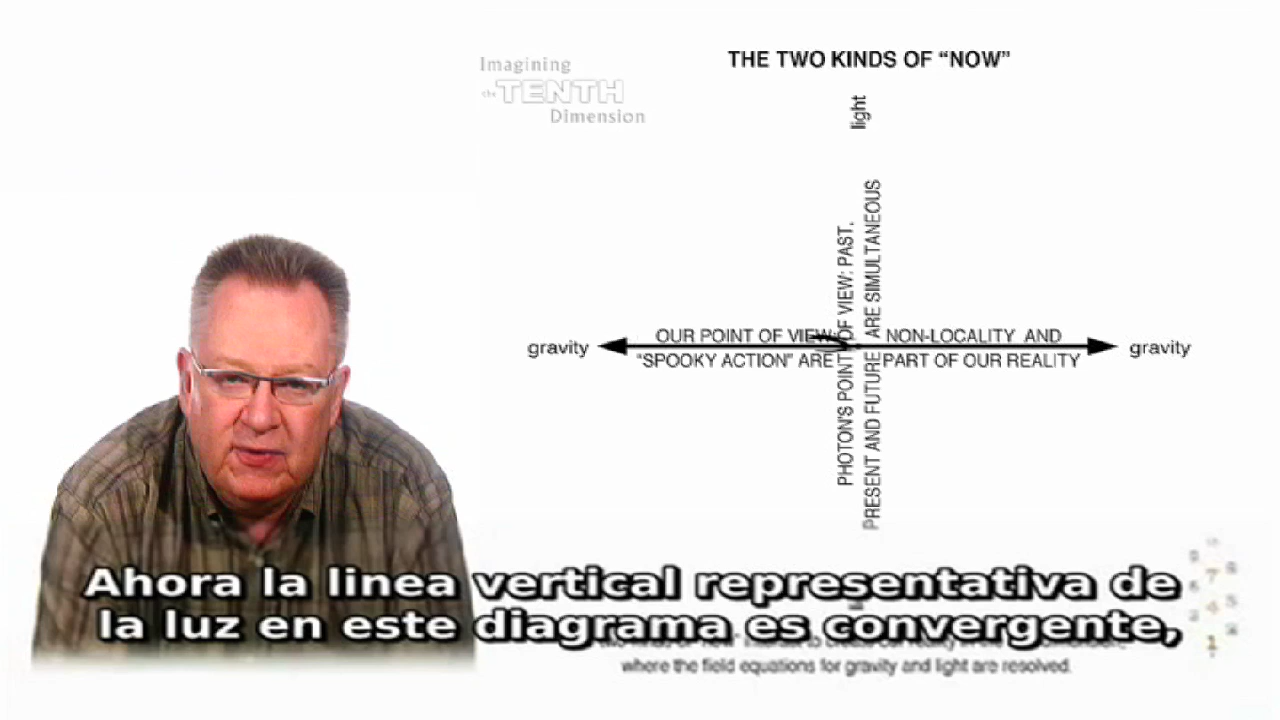 Imagining
the TENTH
Dimension
THE TWO KINDS OF “NOW”
light
PHOTON'S POINT OF VIEW: PAST,
PRESENT AND FUTURE ARE SIMULTANEOUS
gravity
OUR POINT OF VIEW: NON-LOCALITY AND
“SPOOKY ACTION” ARE PART OF OUR REALITY
gravity
Ahora la linea vertical representativa de
la luz en este diagrama es convergente,
where the field equations for gravity and light are resolved.